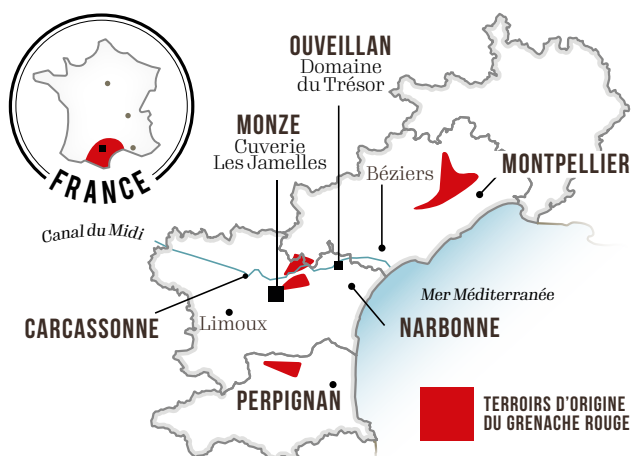 FRANCE
OUVEILLAN
Domaine
du Trésor
MONZE
Cuverie
Les Jamelles
Béziers
MONTPELLIER
Canal du Midi
Mer Méditerranée
CARCASSONNE
Limoux
NARBONNE
PERPIGNAN
TERROIRS D'ORIGINE
DU GRENACHE ROUGE